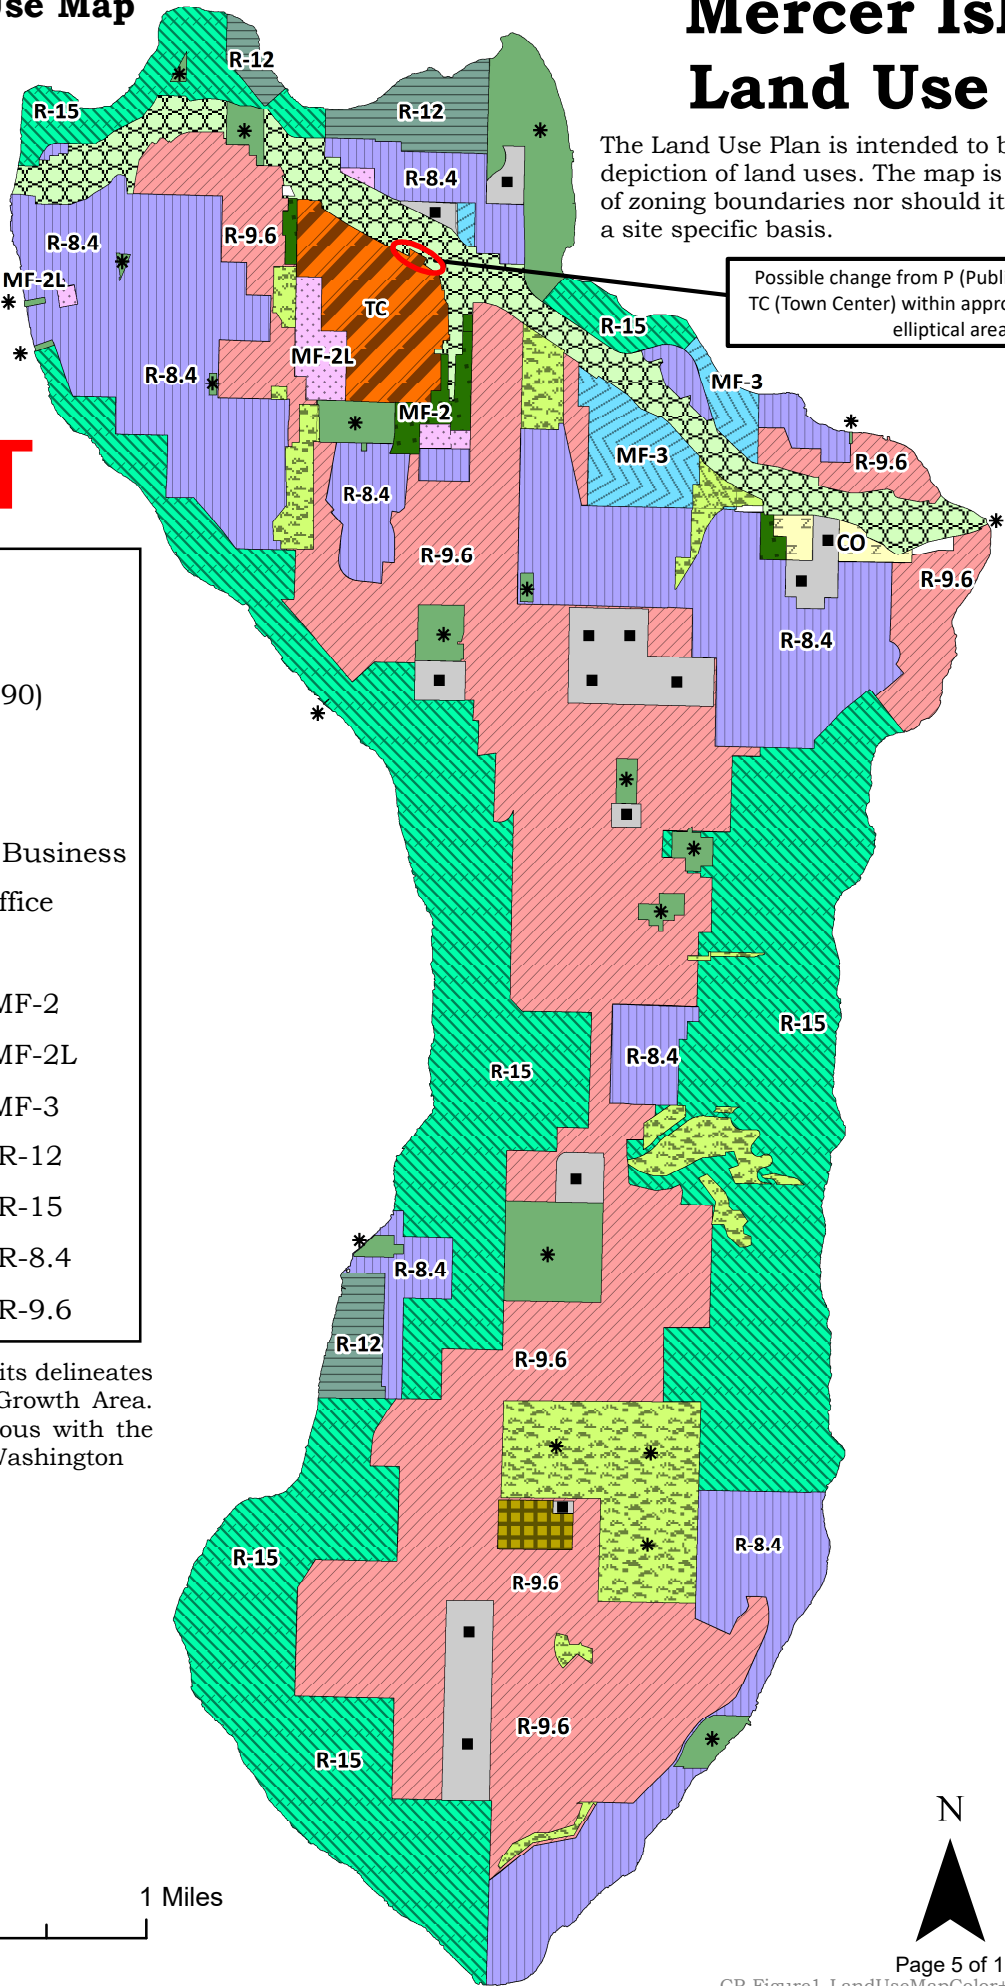 Use Map
Mercer Isl
Land Use
The Land Use Plan is intended to b
depiction of land uses. The map is
of zoning boundaries nor should it
a site specific basis.
Possible change from P (Publi
TC (Town Center) within appro
elliptical area
R-12
R-15
R-12
R-8.4
R-8.4
R-9.6
MF-2L
TC
R-15
MF-2L
R-8.4
MF-3
MF-2
MF-3
R-9.6
R-8.4
CO
R-9.6
R-9.6
R-8.4
T
90)
Business
ffice
MF-2
MF-2L
MF-3
R-12
R-15
R-8.4
R-9.6
its delineates
Growth Area.
ous with the
Washington
R-15
R-8.4
R-15
R-8.4
R-12
R-9.6
R-15
R-8.4
R-9.6
R-9.6
R-15
1 Miles
N
Page 5 of 1